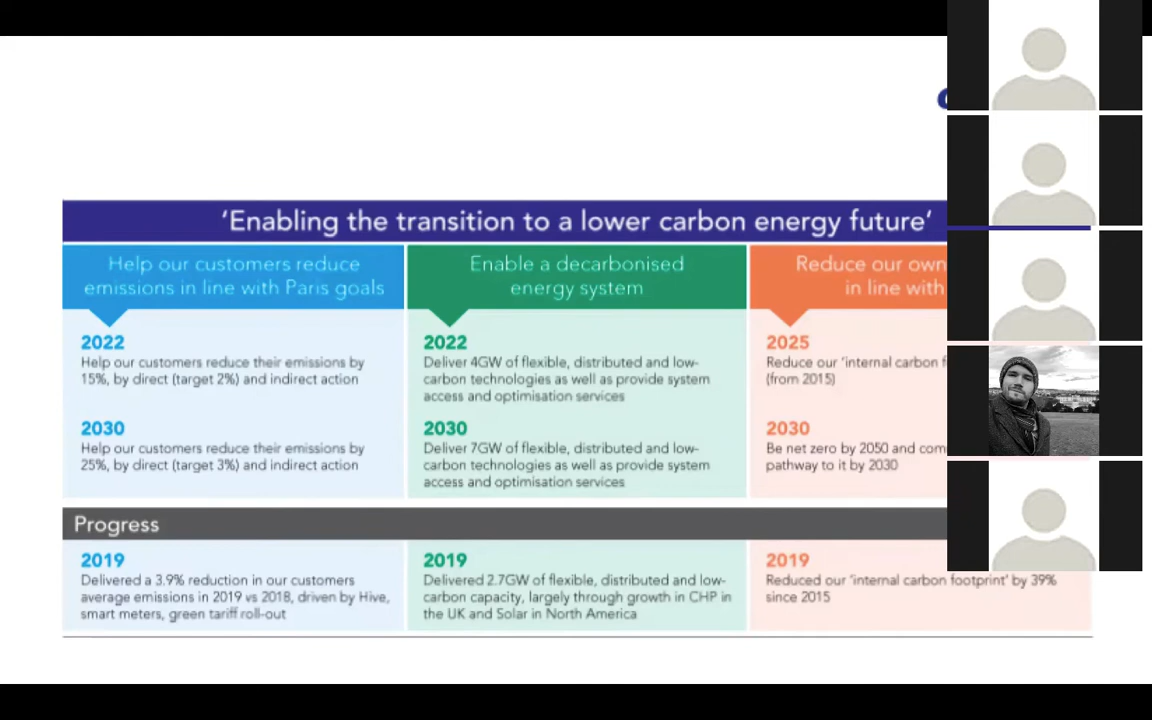 ‘Enabling the transition to a lower carbon energy future’
Help our customers reduce
emissions in line with Paris goals
2022
Help our customers reduce their emissions by
15%, by direct (target 2%) and indirect action
2030
Help our customers reduce their emissions by
25%, by direct (target 3%) and indirect action
Enable a decarbonised
energy system
2022
Deliver 4GW of flexible, distributed and low-
carbon technologies as well as provide system
access and optimisation services
2030
Deliver 7GW of flexible, distributed and low-
carbon technologies as well as provide system
access and optimisation services
Reduce our own
in line with
2025
Reduce our ‘internal carbon
(from 2015)
2030
Be net zero by 2050 and
pathway to it by 2030
Progress
2019
Delivered a 3.9% reduction in our customers
average emissions in 2019 vs 2018, driven by Hive,
smart meters, green tariff roll-out
2019
Delivered 2.7GW of flexible, distributed and low-
carbon capacity, largely through growth in CHP in
the UK and Solar in North America
2019
Reduced our ‘internal carbon footprint’ by 39%
since 2015